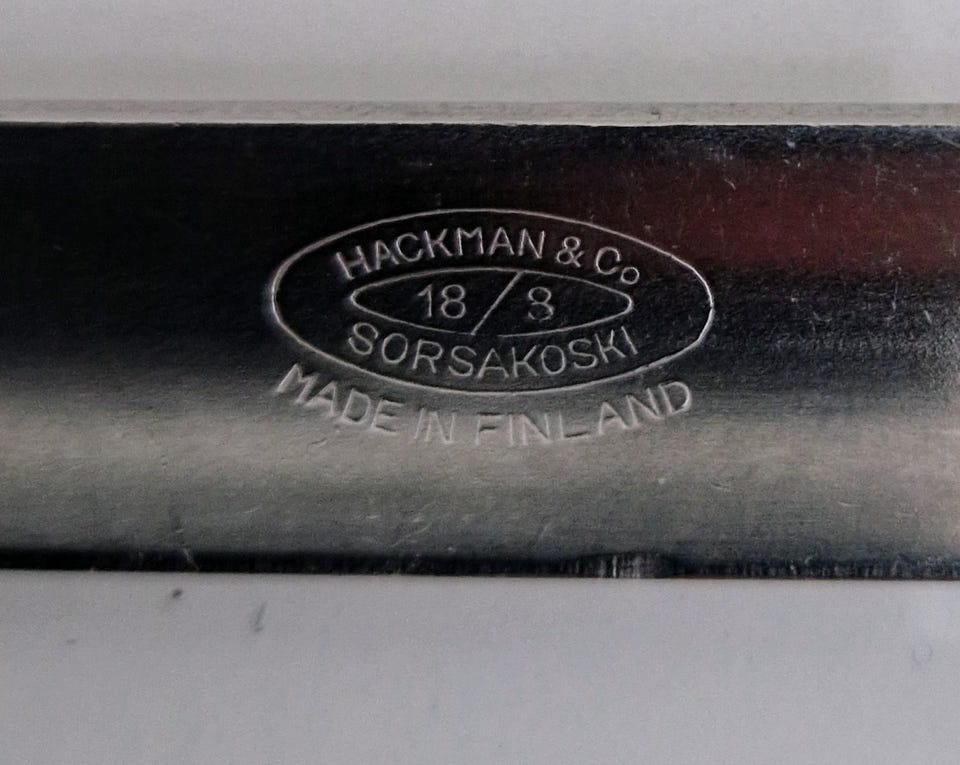 HACKMAN & Co
18/8
SORSAKOSKI
MADE IN FINLAND